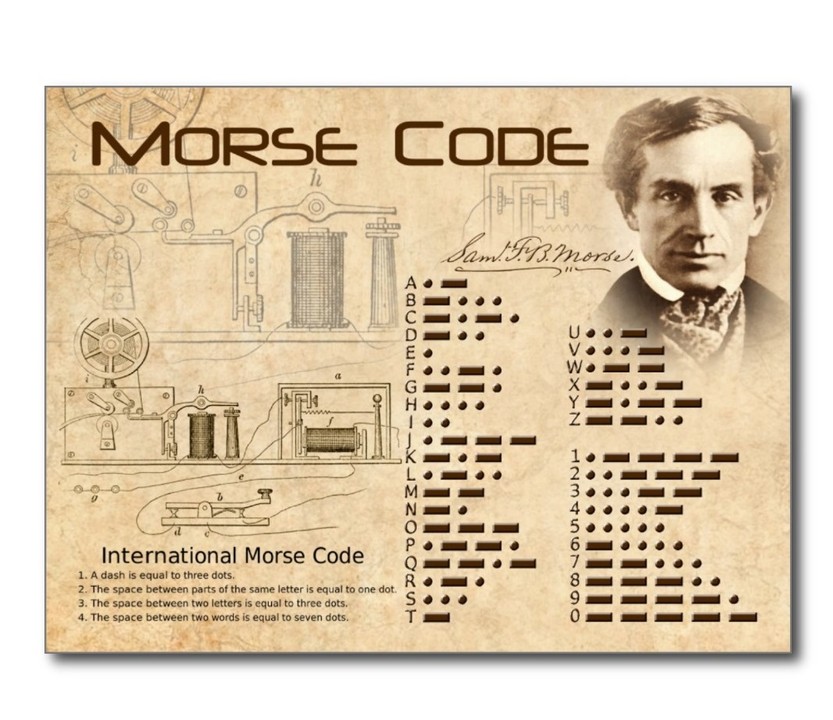 MORSE CODE
Sam'. F. B. Morse.
i
h
A
B
C
D
E
F
G
H
I
J
K
L
M
N
O
P
Q
R
S
T
U
V
W
X
Y
Z
1
2
3
4
5
6
7
8
9
0
i
h
a
f
e
g
b
d
c
International Morse Code
1. A dash is equal to three dots.
2. The space between parts of the same letter is equal to one dot.
3. The space between two letters is equal to three dots.
4. The space between two words is equal to seven dots.